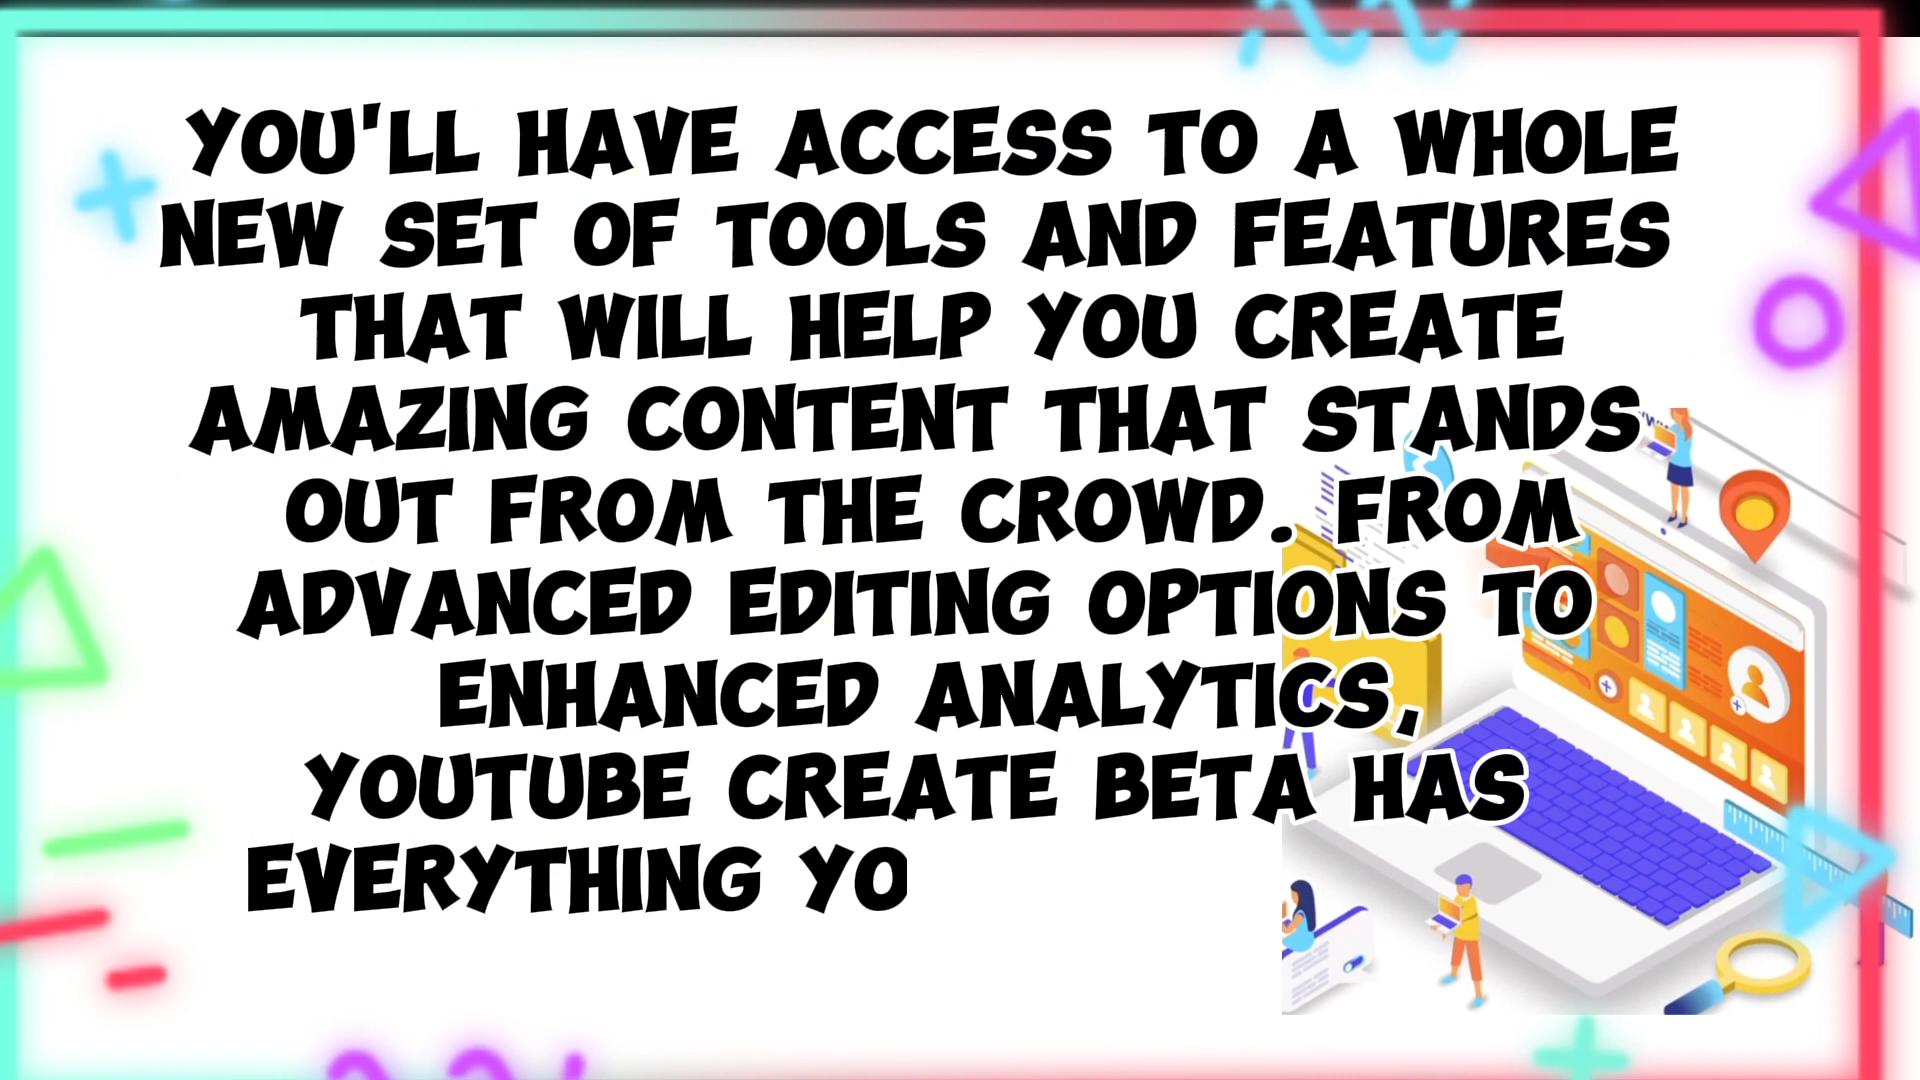 YOU'LL HAVE ACCESS TO A WHOLE
NEW SET OF TOOLS AND FEATURES
THAT WILL HELP YOU CREATE
AMAZING CONTENT THAT STANDS
OUT FROM THE CROWD. FROM
ADVANCED EDITING OPTIONS TO
ENHANCED ANALYTICS,
YOUTUBE CREATE BETA HAS
EVERYTHING YO